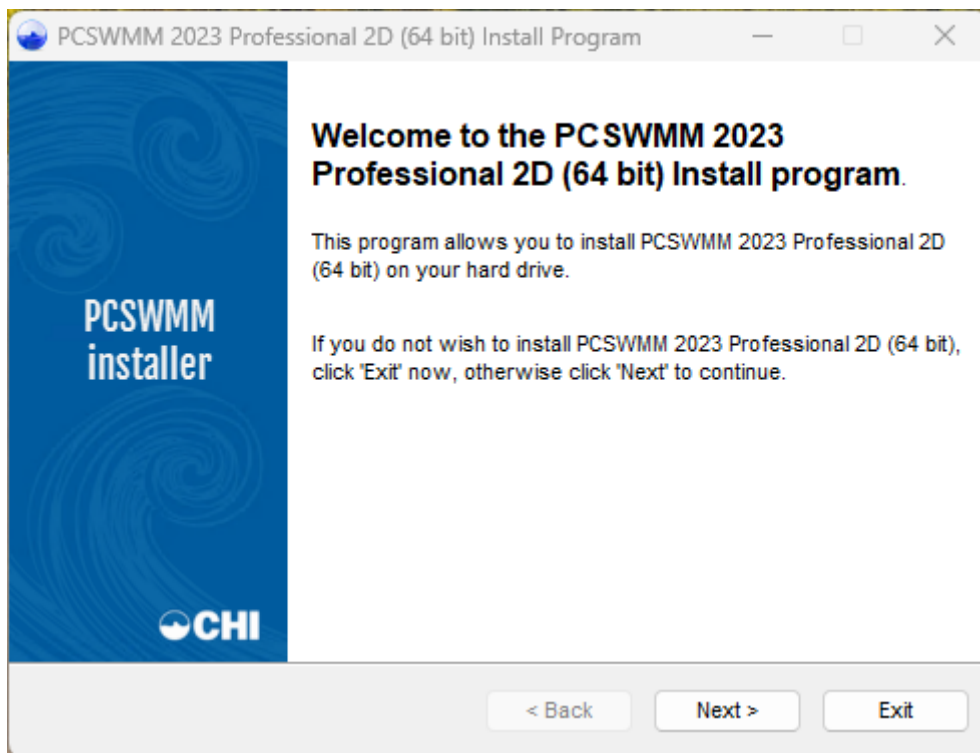 PCSWMM 2023 Professional 2D (64 bit) Install Program
Welcome to the PCSWMM 2023
Professional 2D (64 bit) Install program.
This program allows you to install PCSWMM 2023 Professional 2D
(64 bit) on your hard drive.
If you do not wish to install PCSWMM 2023 Professional 2D (64 bit),
click 'Exit' now, otherwise click 'Next' to continue.
PCSWMM
installer
CHI
< Back
Next >
Exit